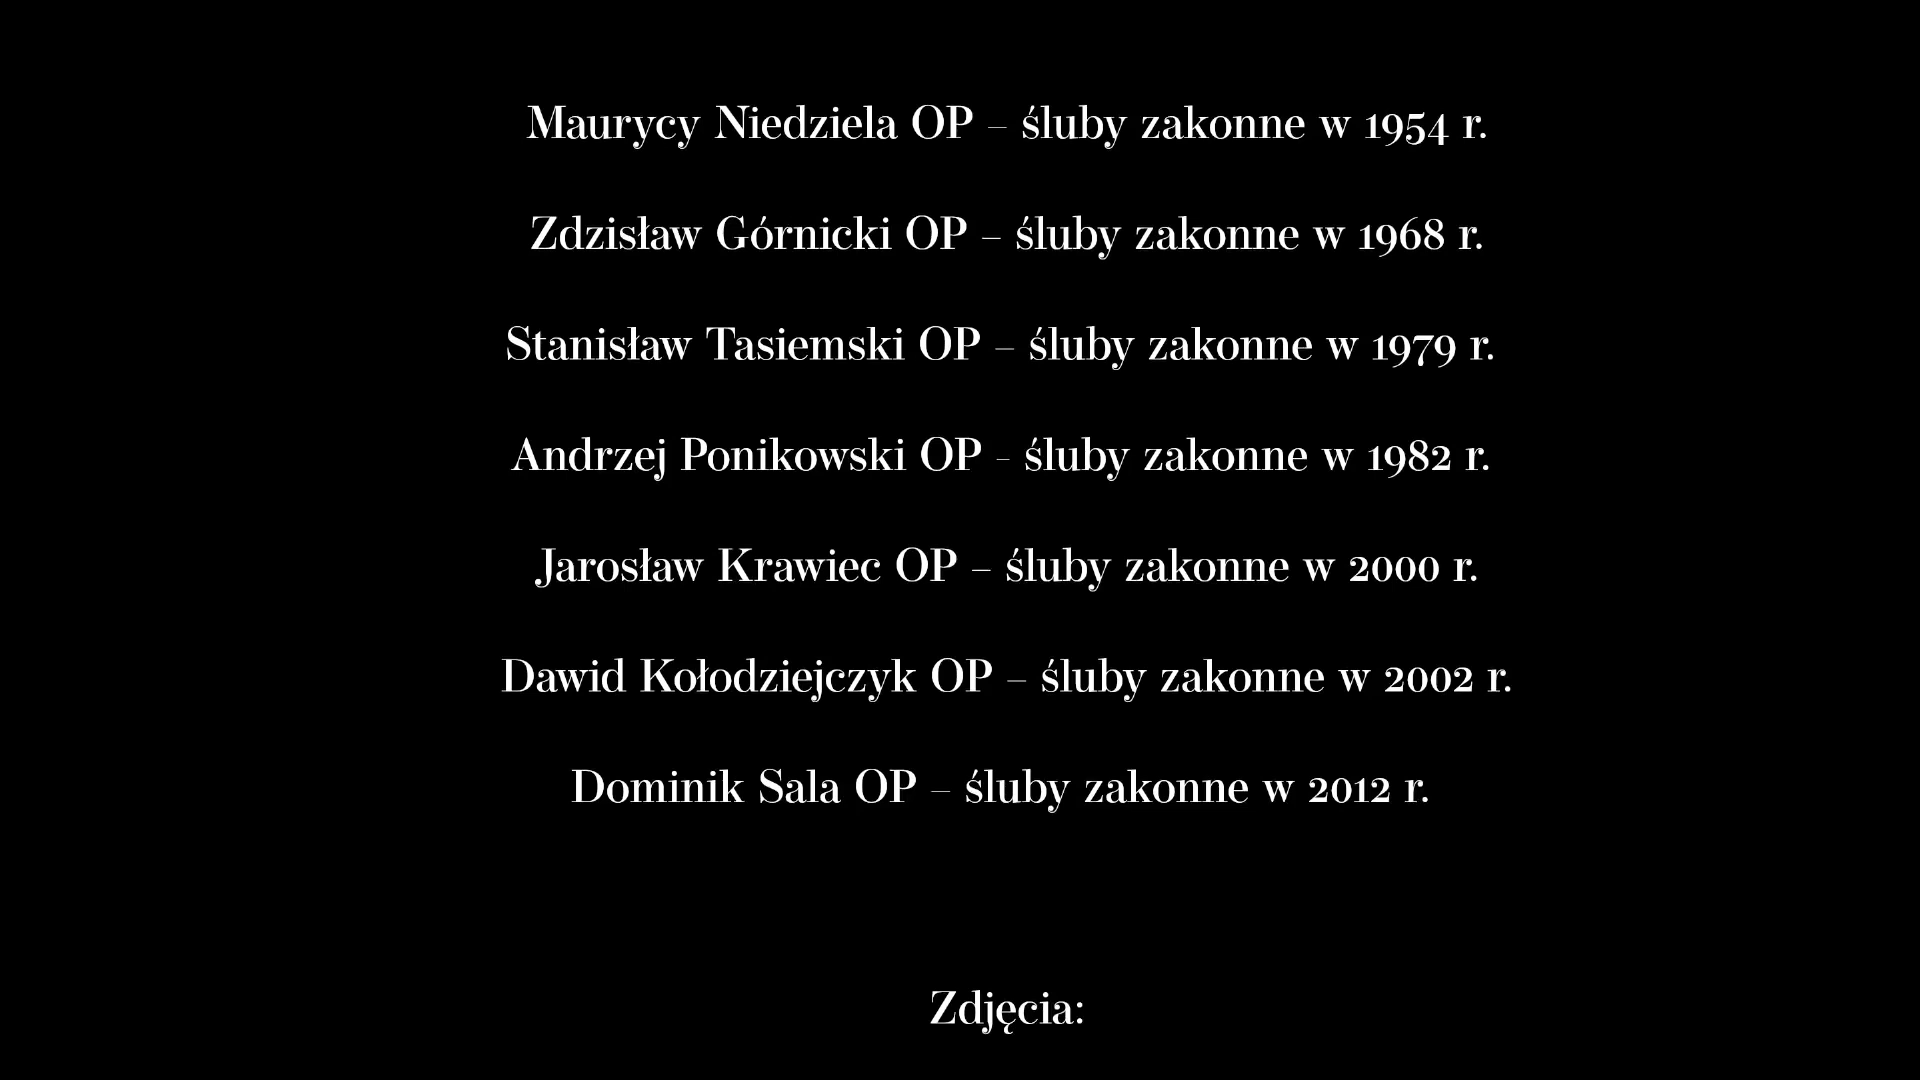 Maurycy Niedziela OP – śluby zakonne w 1954 r.
Zdzisław Górnicki OP – śluby zakonne w 1968 r.
Stanisław Tasiemski OP – śluby zakonne w 1979 r.
Andrzej Ponikowski OP - śluby zakonne w 1982 r.
Jarosław Krawiec OP – śluby zakonne w 2000 r.
Dawid Kołodziejczyk OP – śluby zakonne w 2002 r.
Dominik Sala OP – śluby zakonne w 2012 r.
Zdjęcia: